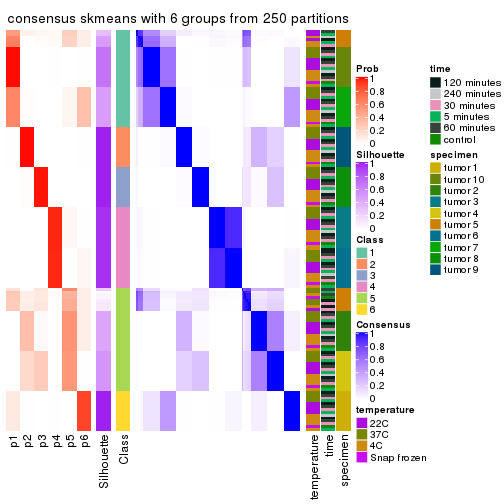 consensus skmeans with 6 groups from 250 partitions
Prob
1
0.8
0.6
0.4
0.2
0
Silhouette
1
0.8
0.6
0.4
0.2
0
Class
1
2
3
4
5
6
Consensus
1
0.8
0.6
0.4
0.2
0
temperature
22C
37C
4C
Snap frozen
time
120 minutes
240 minutes
30 minutes
5 minutes
60 minutes
control
specimen
tumor 1
tumor 10
tumor 2
tumor 3
tumor 4
tumor 5
tumor 6
tumor 7
tumor 8
tumor 9
p1
p2
p3
p4
p5
p6
Silhouette
Class
temperature
time
specimen